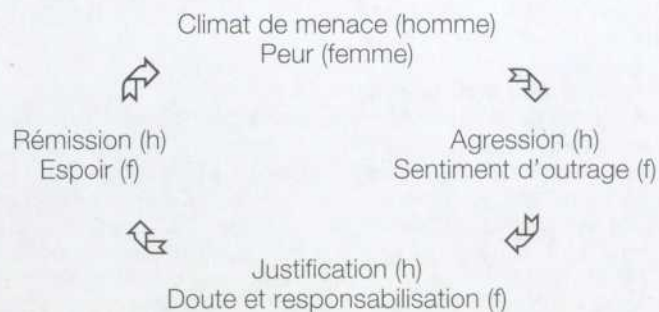 Climat de menace (homme)
Peur (femme)
Rémission (h)
Espoir (f)
Agression (h)
Sentiment d'outrage (f)
Justification (h)
Doute et responsabilisation (f)